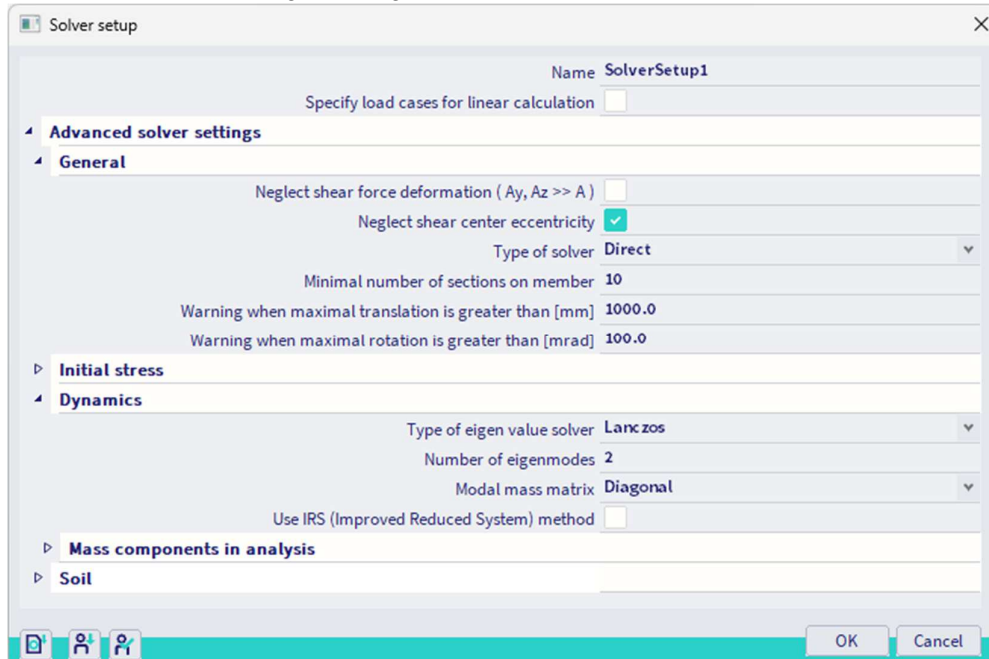 Solver setup
Name SolverSetup1
Specify load cases for linear calculation
Advanced solver settings
General
Neglect shear force deformation ( Ay, Az >> A )
Neglect shear center eccentricity
Type of solver Direct
Minimal number of sections on member 10
Warning when maximal translation is greater than [mm] 1000.0
Warning when maximal rotation is greater than [mrad] 100.0
Initial stress
Dynamics
Type of eigen value solver Lanczos
Number of eigenmodes 2
Modal mass matrix Diagonal
Use IRS (Improved Reduced System) method
Mass components in analysis
Soil
OK Cancel